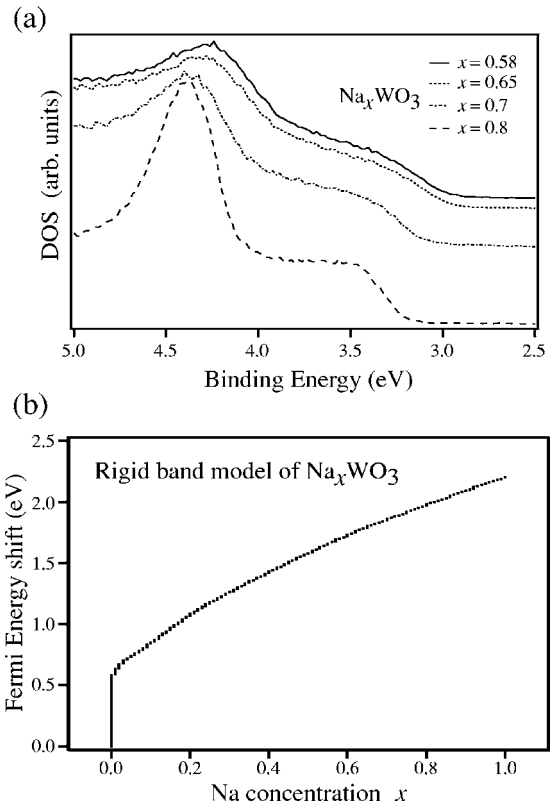 (a)
x = 0.58
x = 0.65
NaxWO3
x = 0.7
x = 0.8
DOS (arb. units)
5.0 4.5 4.0 3.5 3.0 2.5
Binding Energy (eV)
(b)
2.5
Rigid band model of NaxWO3
2.0
1.5
1.0
0.5
0.0
Fermi Energy shift (eV)
0.0 0.2 0.4 0.6 0.8 1.0
Na concentration x